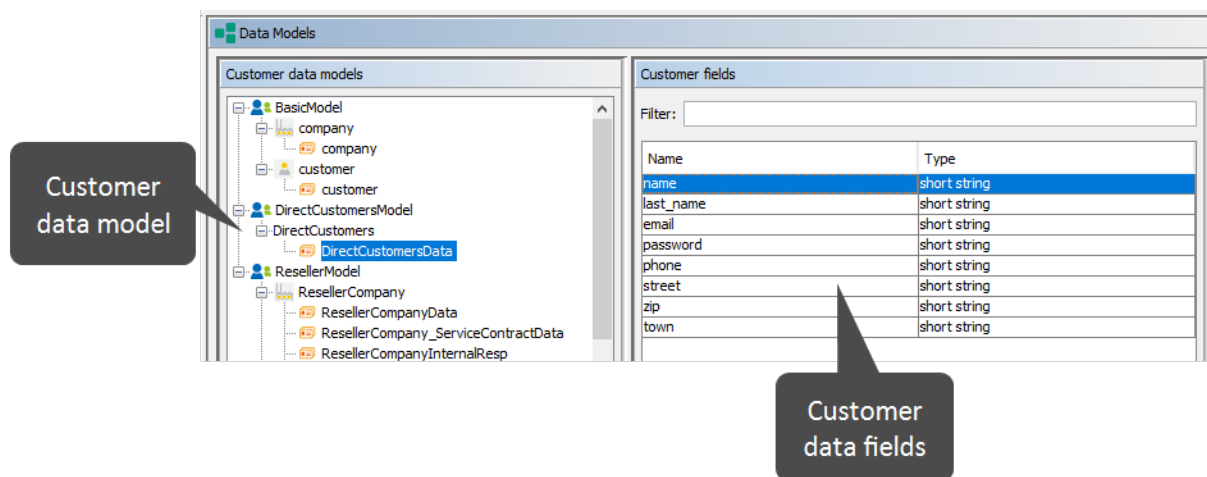 Data Models
Customer data models
BasicModel
company
company
customer
customer
DirectCustomersModel
DirectCustomers
DirectCustomersData
ResellerModel
ResellerCompany
ResellerCompanyData
ResellerCompany_ServiceContractData
ResellerCompanyInternalResp
Customer fields
Filter:
Name Type
name short string
last_name short string
email short string
password short string
phone short string
street short string
zip short string
town short string
Customer
data model
Customer
data fields